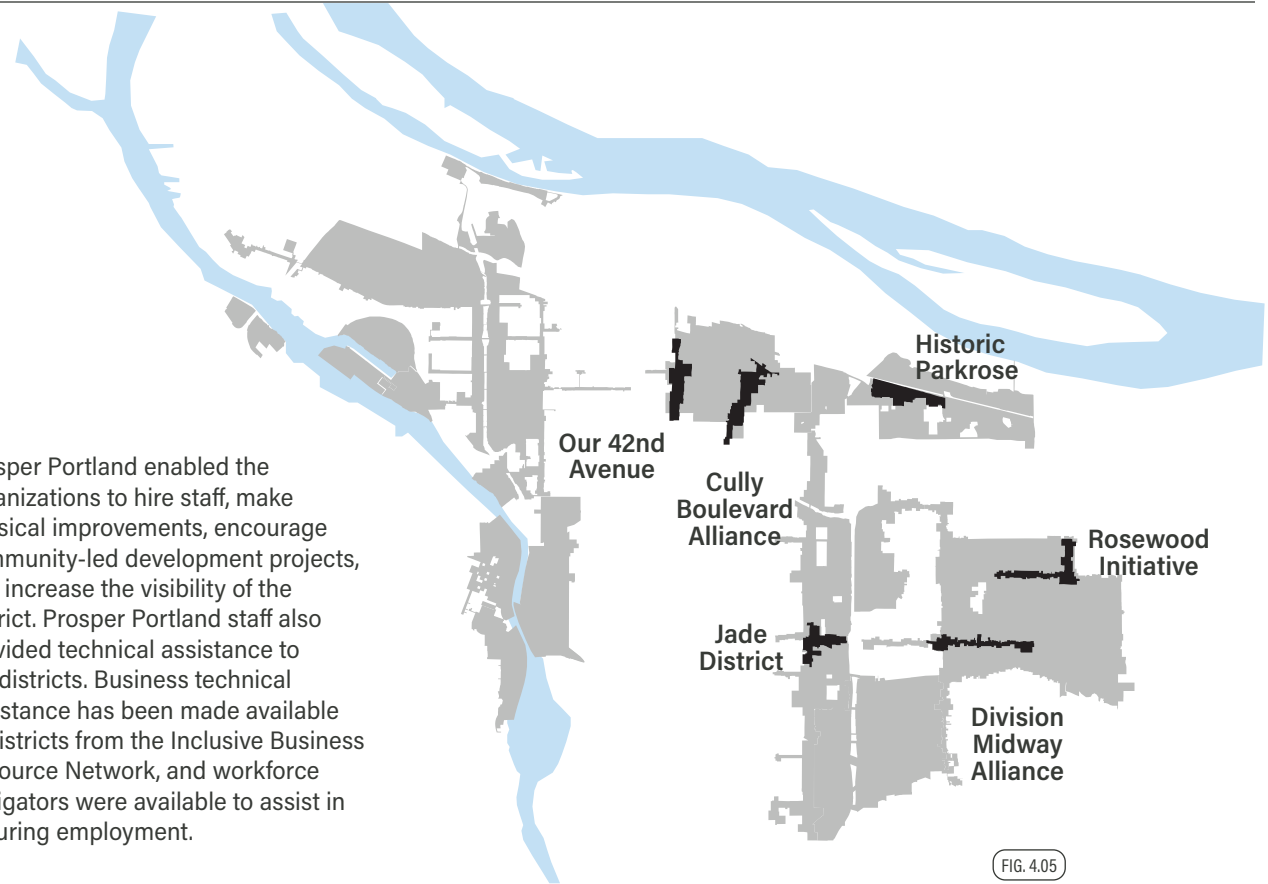 sper Portland enabled the
anizations to hire staff, make
sical improvements, encourage
mmunity-led development projects,
increase the visibility of the
rict. Prosper Portland staff also
vided technical assistance to
districts. Business technical
istance has been made available
istricts from the Inclusive Business
ource Network, and workforce
igators were available to assist in
uring employment.
Historic
Parkrose
Our 42nd
Avenue
Cully
Boulevard
Alliance
Rosewood
Initiative
Jade
District
Division
Midway
Alliance
FIG. 4.05